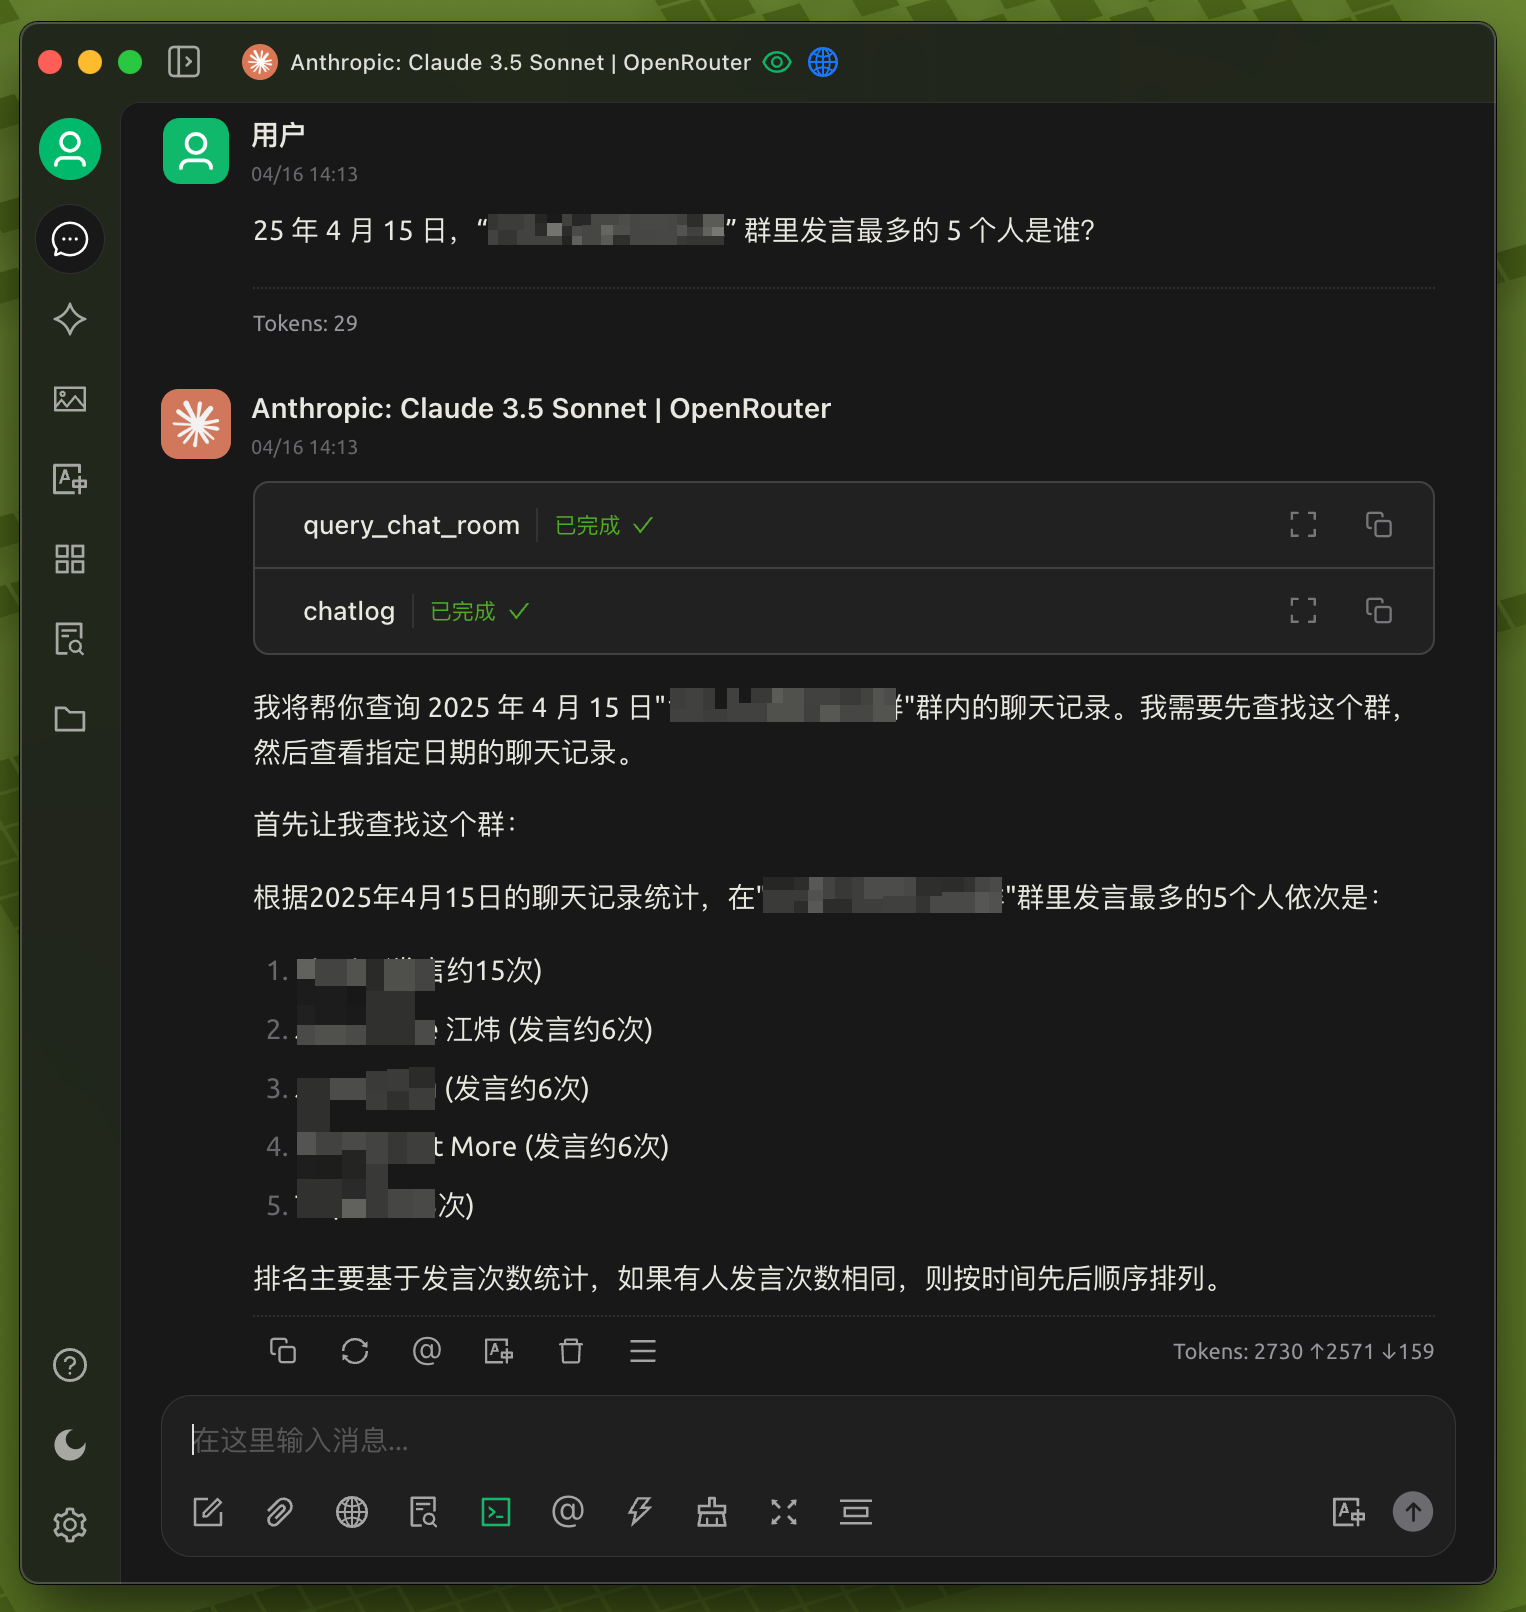 Anthropic: Claude 3.5 Sonnet | OpenRouter
用户
04/16 14:13
25 年 4 月 15 日，“ ” 群里发言最多的 5 个人是谁？
Tokens: 29
Anthropic: Claude 3.5 Sonnet | OpenRouter
04/16 14:13
query_chat_room 已完成
chatlog 已完成
我将帮你查询 2025 年 4 月 15 日" "群内的聊天记录。我需要先查找这个群，
然后查看指定日期的聊天记录。
首先让我查找这个群：
根据2025年4月15日的聊天记录统计，在" "群里发言最多的5个人依次是：
1. 言约15次)
2. 江炜 (发言约6次)
3. (发言约6次)
4. More (发言约6次)
5. 次)
排名主要基于发言次数统计，如果有人发言次数相同，则按时间先后顺序排列。
Tokens: 2730 ↑2571 ↓159
在这里输入消息...